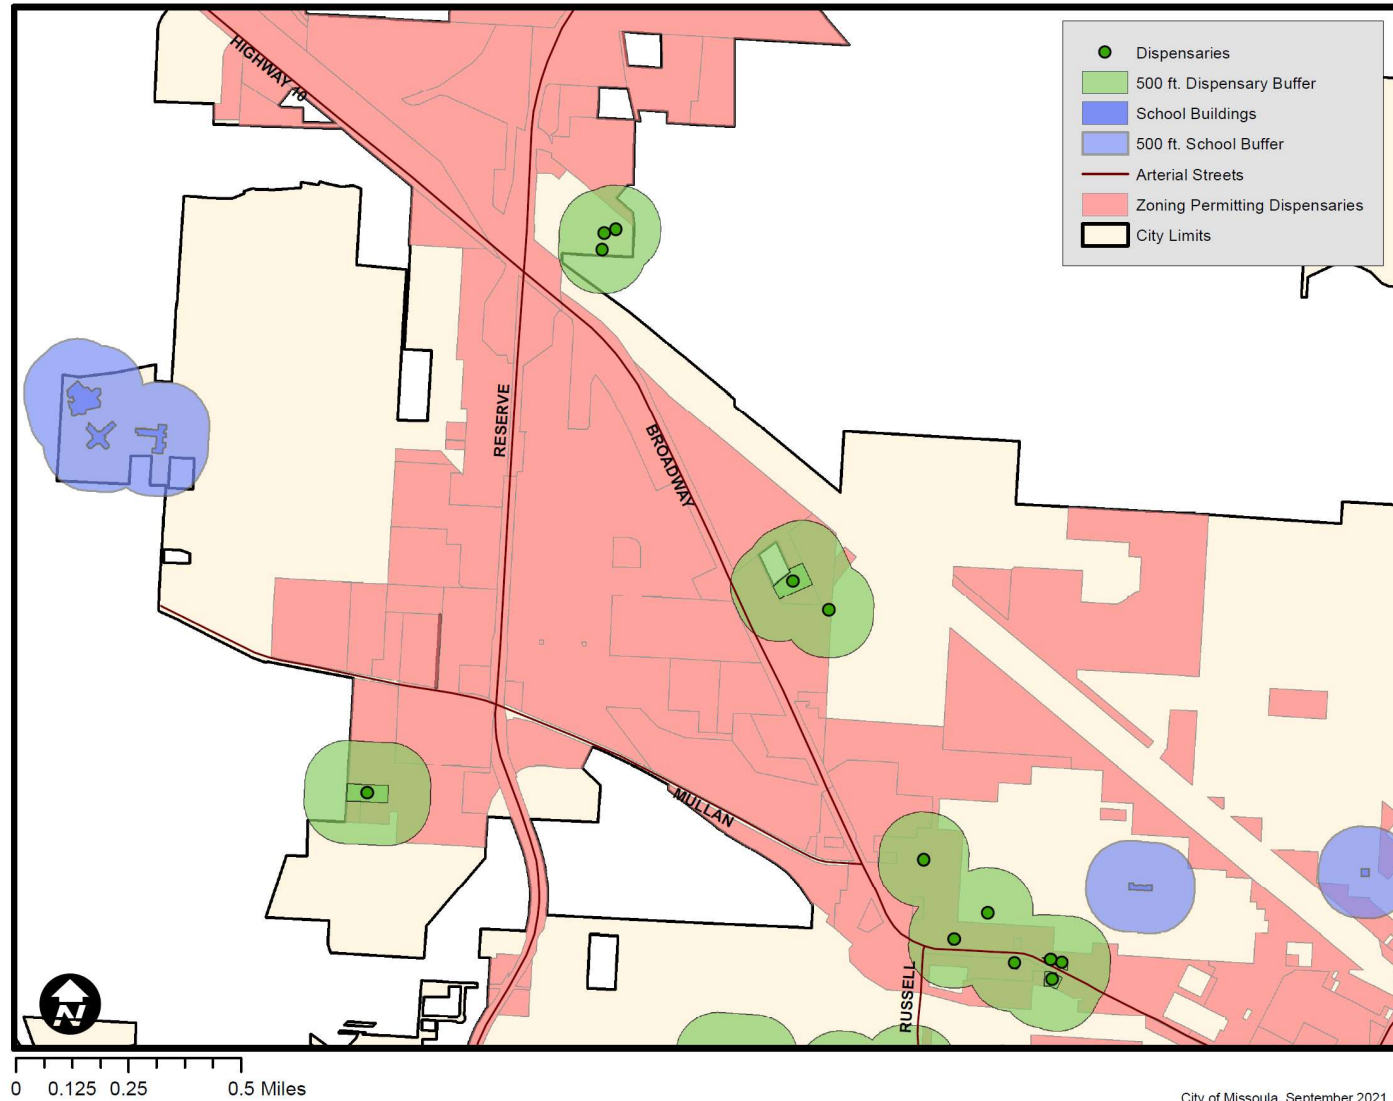 Dispensaries
500 ft. Dispensary Buffer
School Buildings
500 ft. School Buffer
Arterial Streets
Zoning Permitting Dispensaries
City Limits
HIGHWAY 10
RESERVE
BROADWAY
MULLAN
RUSSELL
N
0 0.125 0.25 0.5 Miles
City of Missoula, September 2021